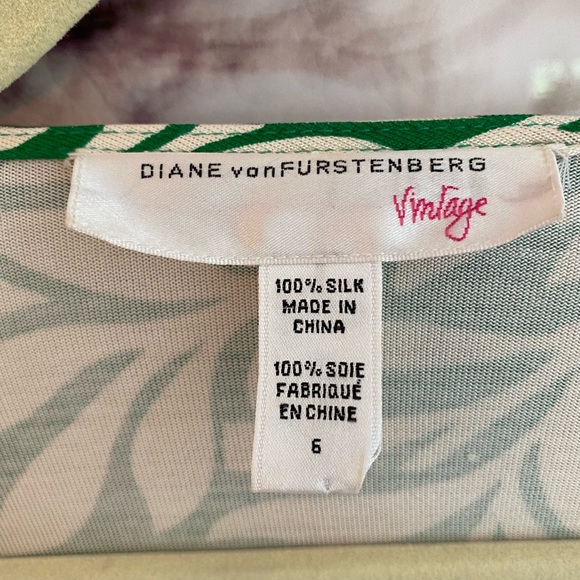 DIANE vonFURSTENBERG
Vintage
100% SILK
MADE IN
CHINA
100% SOIE
FABRIQUÉ
EN CHINE
6